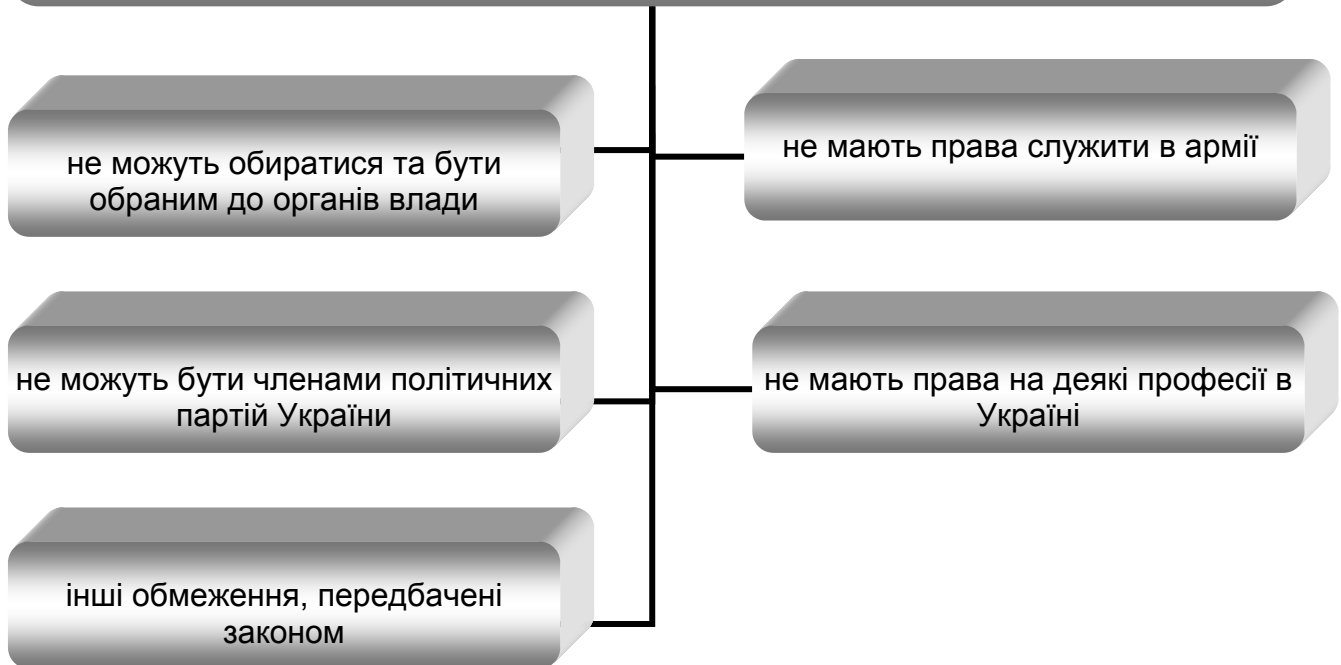 не можуть обиратися та бути
обраним до органів влади
не мають права служити в армії
не можуть бути членами політичних
партій України
не мають права на деякі професії в
Україні
інші обмеження, передбачені
законом